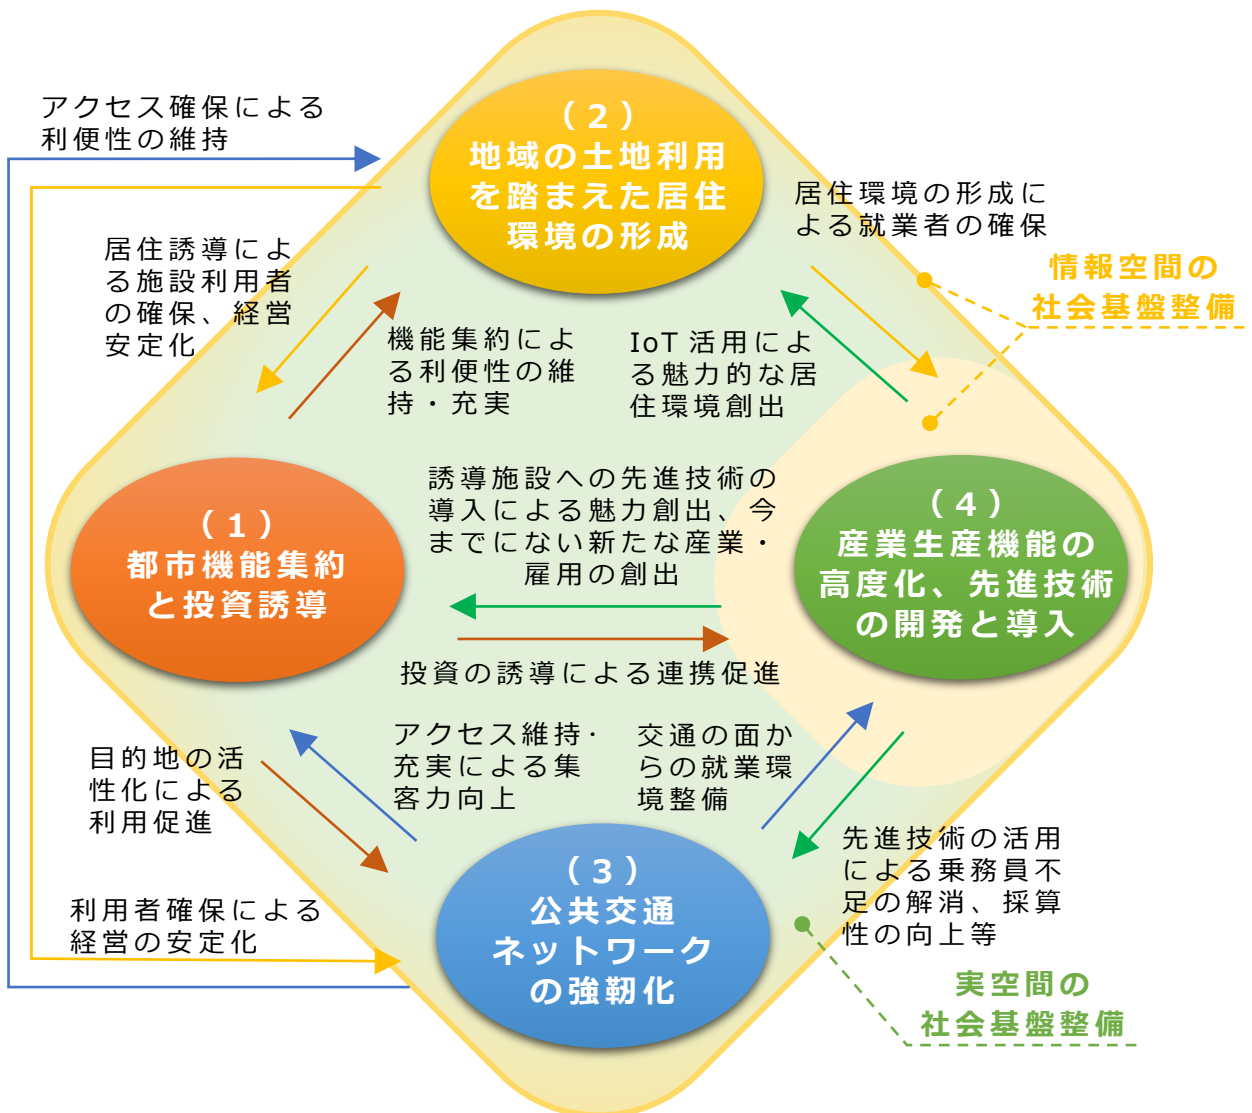 アクセス確保による
利便性の維持
（２）
地域の土地利用
を踏まえた居住
環境の形成
居住環境の形成に
よる就業者の確保
情報空間の
社会基盤整備
居住誘導によ
る施設利用者
の確保、経営
安定化
機能集約によ
る利便性の維
持・充実
IoT 活用によ
る魅力的な居
住環境創出
（１）
都市機能集約
と投資誘導
誘導施設への先進技術の
導入による魅力創出、今
までにない新たな産業・
雇用の創出
（４）
産業生産機能の
高度化、先進技術
の開発と導入
投資の誘導による連携促進
目的地の活
性化による
利用促進
アクセス維持・
充実による集
客力向上
交通の面か
らの就業環
境整備
（３）
公共交通
ネットワーク
の強靭化
先進技術の活用
による乗務員不
足の解消、採算
性の向上等
利用者確保による
経営の安定化
実空間の
社会基盤整備